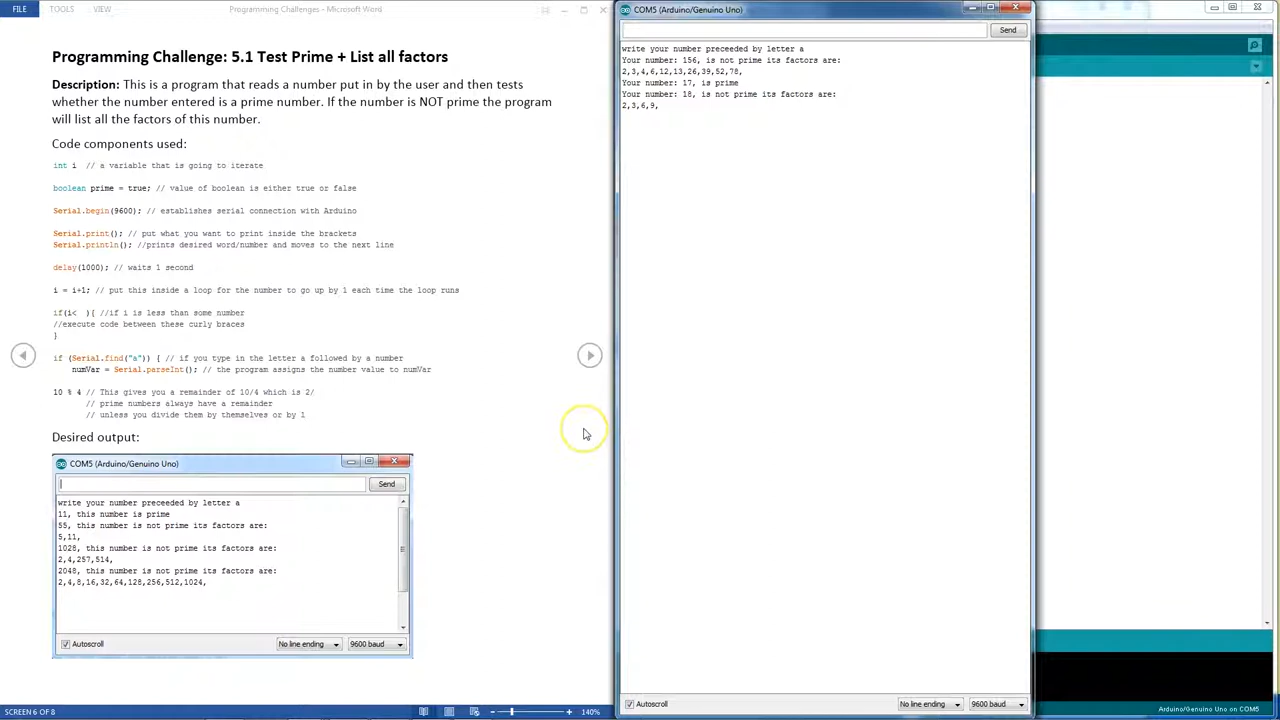 FILE TOOLS VIEW Programming Challenges - Microsoft Word
Programming Challenge: 5.1 Test Prime + List all factors
Description: This is a program that reads a number put in by the user and then tests
whether the number entered is a prime number. If the number is NOT prime the program
will list all the factors of this number.
Code components used:
int i // a variable that is going to iterate
boolean prime = true; // value of boolean is either true or false
Serial.begin(9600); // establishes serial connection with Arduino
Serial.print(); // put what you want to print inside the brackets
Serial.println(); //prints desired word/number and moves to the next line
delay(1000); // waits 1 second
i = i+1; // put this inside a loop for the number to go up by 1 each time the loop runs
if(i< ){ //if i is less than some number
//execute code between these curly braces
}
if (Serial.find("a")) { // if you type in the letter a followed by a number
numVar = Serial.parseInt(); // the program assigns the number value to numVar
10 % 4 // This gives you a remainder of 10/4 which is 2/
// prime numbers always have a remainder
// unless you divide them by themselves or by 1
Desired output:
COM5 (Arduino/Genuino Uno)
Send
write your number preceeded by letter a
11, this number is prime
55, this number is not prime its factors are:
5,11,
1028, this number is not prime its factors are:
2,4,257,514,
2048, this number is not prime its factors are:
2,4,8,16,32,64,128,256,512,1024,
Autoscroll No line ending 9600 baud
SCREEN 6 OF 8 140%
COM5 (Arduino/Genuino Uno)
Send
write your number preceeded by letter a
Your number: 156, is not prime its factors are:
2,3,4,6,12,13,26,39,52,78,
Your number: 17, is prime
Your number: 18, is not prime its factors are:
2,3,6,9,
Autoscroll No line ending 9600 baud
Arduino/Genuino Uno on COM5